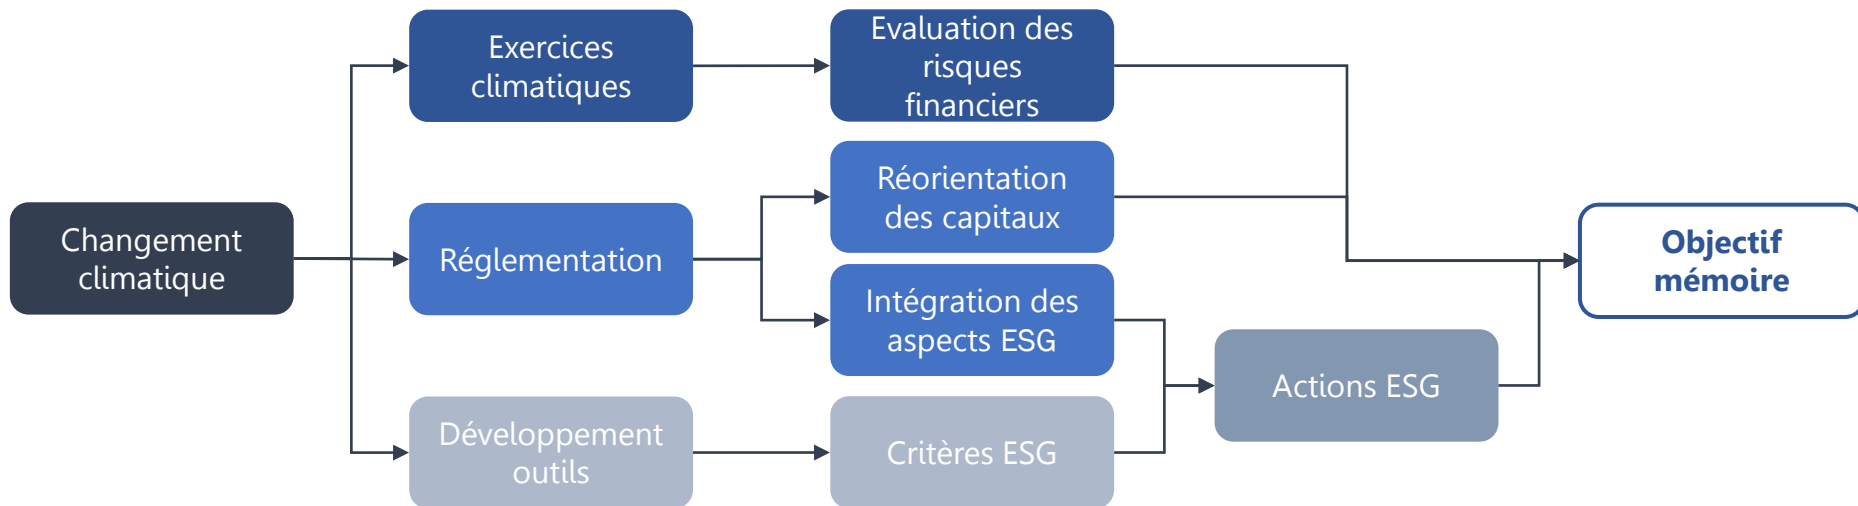 Exercices
climatiques
Evaluation des
risques
financiers
Changement
climatique
Réglementation
Réorientation
des capitaux
Intégration des
aspects ESG
Objectif
mémoire
Développement
outils
Critères ESG
Actions ESG